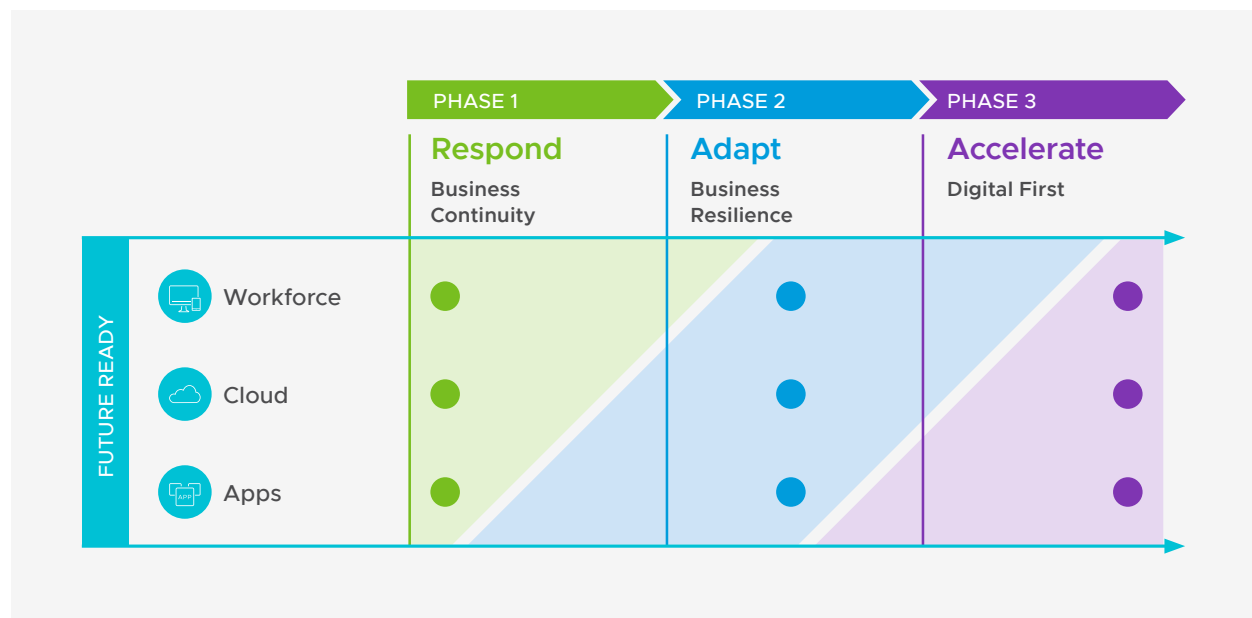 PHASE 1
PHASE 2
PHASE 3
Respond
Business
Continuity
Adapt
Business
Resilience
Accelerate
Digital First
FUTURE READY
Workforce
Cloud
APP
Apps